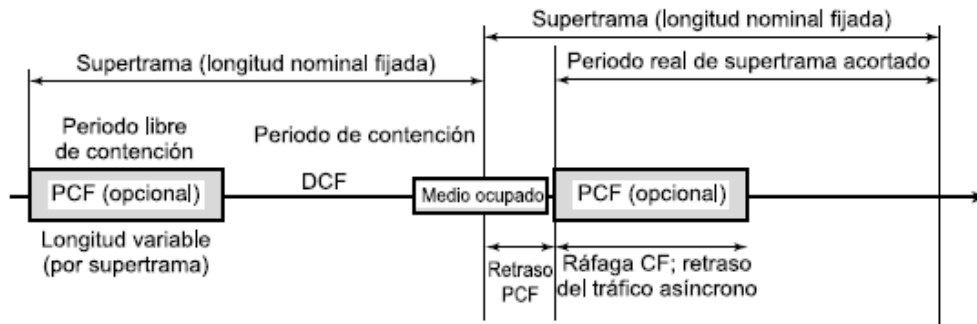 Supertrama (longitud nominal fijada)
Supertrama (longitud nominal fijada)
Periodo real de supertrama acortado
Periodo libre
de contención
Periodo de contención
PCF (opcional)
DCF
Medio ocupado
PCF (opcional)
Longitud variable
(por supertrama)
Retraso
PCF
Ráfaga CF; retraso
del tráfico asíncrono